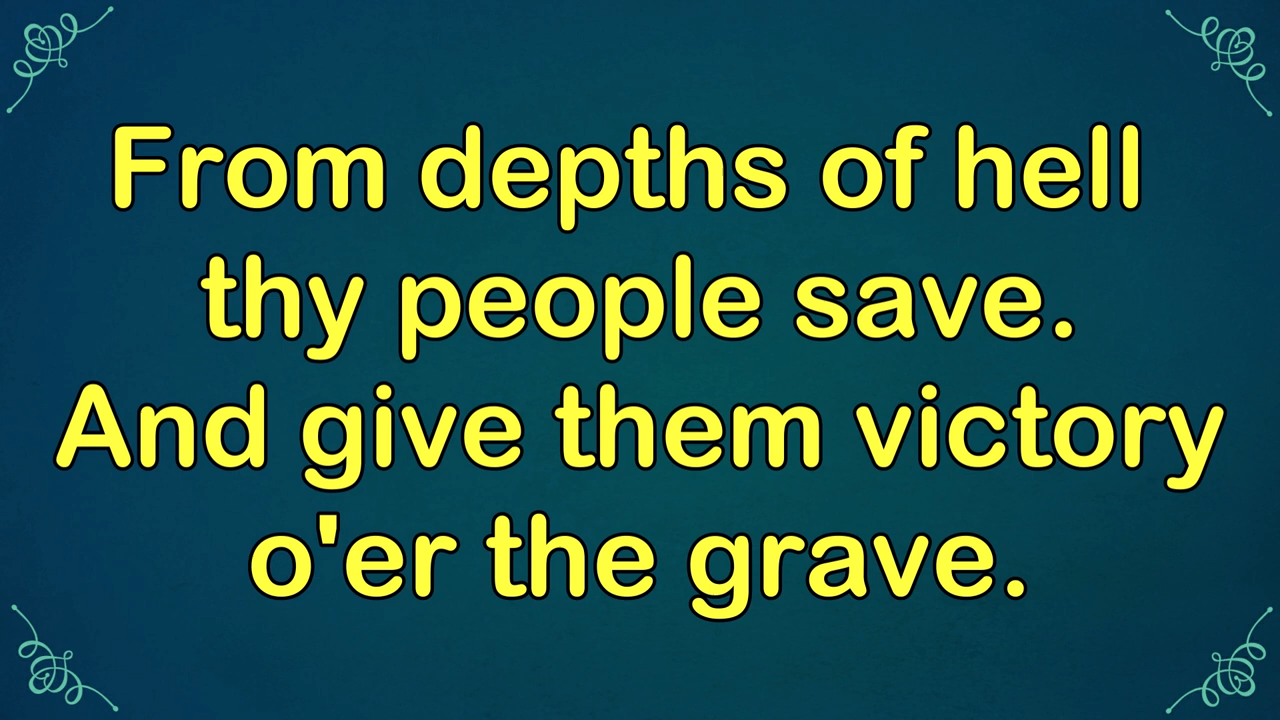 From depths of hell
thy people save.
And give them victory
o'er the grave.